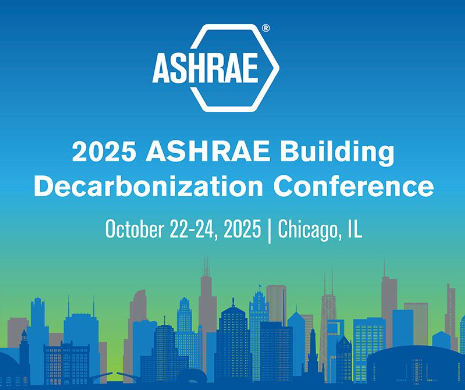 ASHRAE®
2025 ASHRAE Building
Decarbonization Conference
October 22-24, 2025 | Chicago, IL